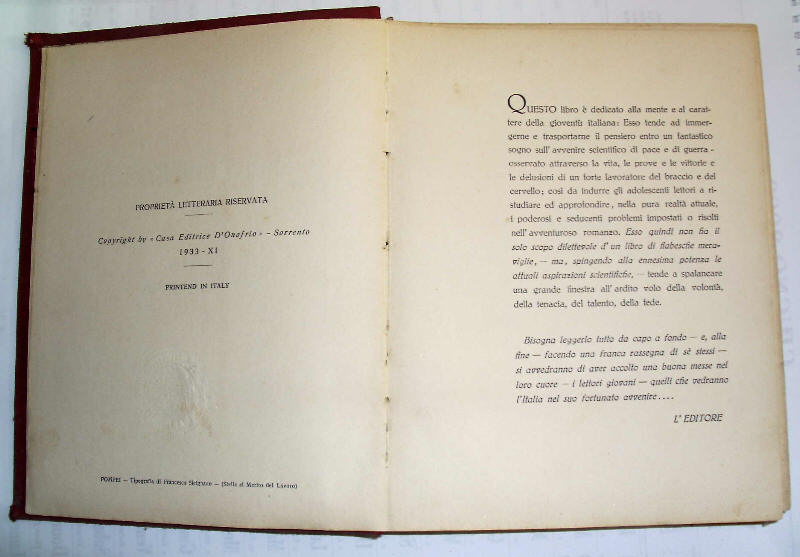 PROPRIETÀ LETTERARIA RISERVATA
Copyright by « Casa Editrice D'Onofrio » - Sorrento
1933 - XI
PRINTEND IN ITALY
POMPEI — Tipografia di Francesco Sicignano — (Stella al Merito del Lavoro)
QUESTO libro è dedicato alla mente e al carat-
tere della gioventù italiana: Esso tende ad immer-
gerne e trasportarne il pensiero entro un fantastico
sogno sull'avvenire scientifico di pace e di guerra -
osservato attraverso la vita, le prove e le vittorie e
le delusioni di un forte lavoratore del braccio e del
cervello; così da indurre gli adolescenti lettori a ri-
studiare ed approfondire, nella pura realtà attuale,
i poderosi e seducenti problemi impostati o risolti
nell'avventuroso romanzo. Esso quindi non ha il
solo scopo dilettevole d'un libro di fiabesche mera-
viglie, — ma, spingendo alla ennesima potenza le
attuali aspirazioni scientifiche, — tende a spalancare
una grande finestra all'ardito volo della volontà,
della tenacia, del talento, della fede.
Bisogna leggerlo tutto da capo a fondo — e, alla
fine — facendo una franca rassegna di sè stessi —
si avvedranno di aver accolto una buona messe nel
loro cuore — i lettori giovani — quelli che vedranno
l'Italia nel suo fortunato avvenire....
L'EDITORE